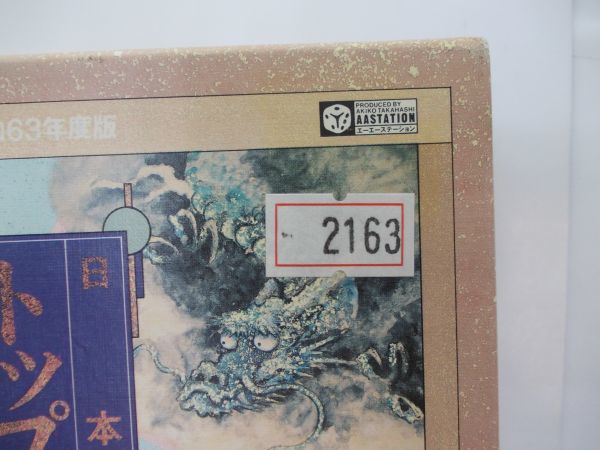 63年度版
PRODUCED BY
AKIKO TAKAHASHI
AASTATION
エーエーステーション
2163
日本
トップ